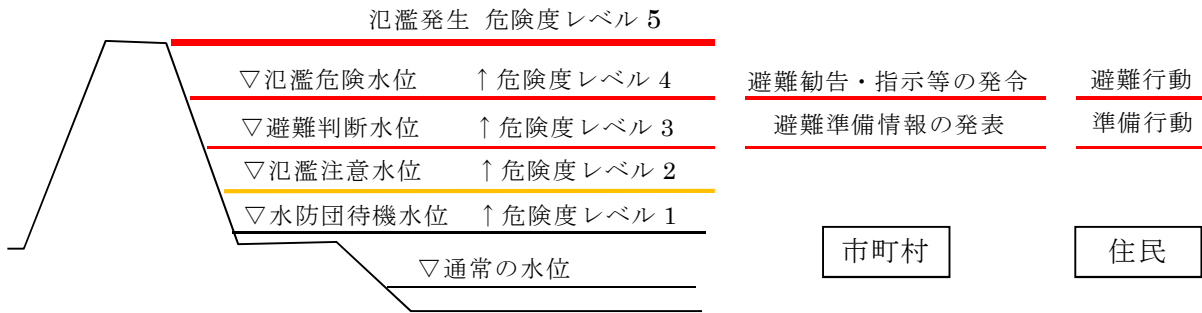 氾濫発生 危険度レベル 5
▽氾濫危険水位 ↑危険度レベル 4 避難勧告・指示等の発令 避難行動
▽避難判断水位 ↑危険度レベル 3 避難準備情報の発表 準備行動
▽氾濫注意水位 ↑危険度レベル 2
▽水防団待機水位 ↑危険度レベル 1
市町村 住民
▽通常の水位